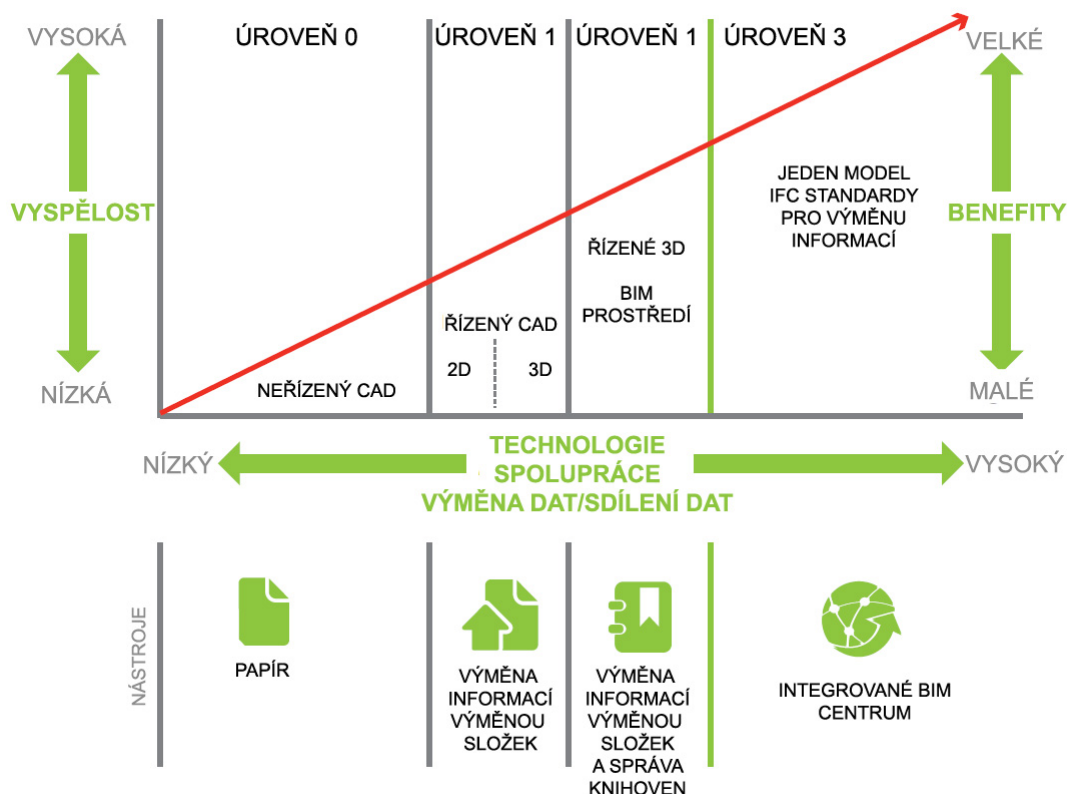 VYSOKÁ
ÚROVEŇ 0
ÚROVEŇ 1
ÚROVEŇ 1
ÚROVEŇ 3
VELKÉ
VYSPĚLOST
BENEFITY
JEDEN MODEL
IFC STANDARDY
PRO VÝMĚNU
INFORMACÍ
ŘÍZENÉ 3D
BIM
PROSTŘEDÍ
ŘÍZENÝ CAD
2D
3D
NEŘÍZENÝ CAD
NÍZKÁ
MALÉ
NÍZKÝ
TECHNOLOGIE
SPOLUPRÁCE
VÝMĚNA DAT/SDÍLENÍ DAT
VYSOKÝ
NÁSTROJE
PAPÍR
VÝMĚNA
INFORMACÍ
VÝMĚNOU
SLOŽEK
VÝMĚNA
INFORMACÍ
VÝMĚNOU
SLOŽEK
A SPRÁVA
KNIHOVEN
INTEGROVANÉ BIM
CENTRUM